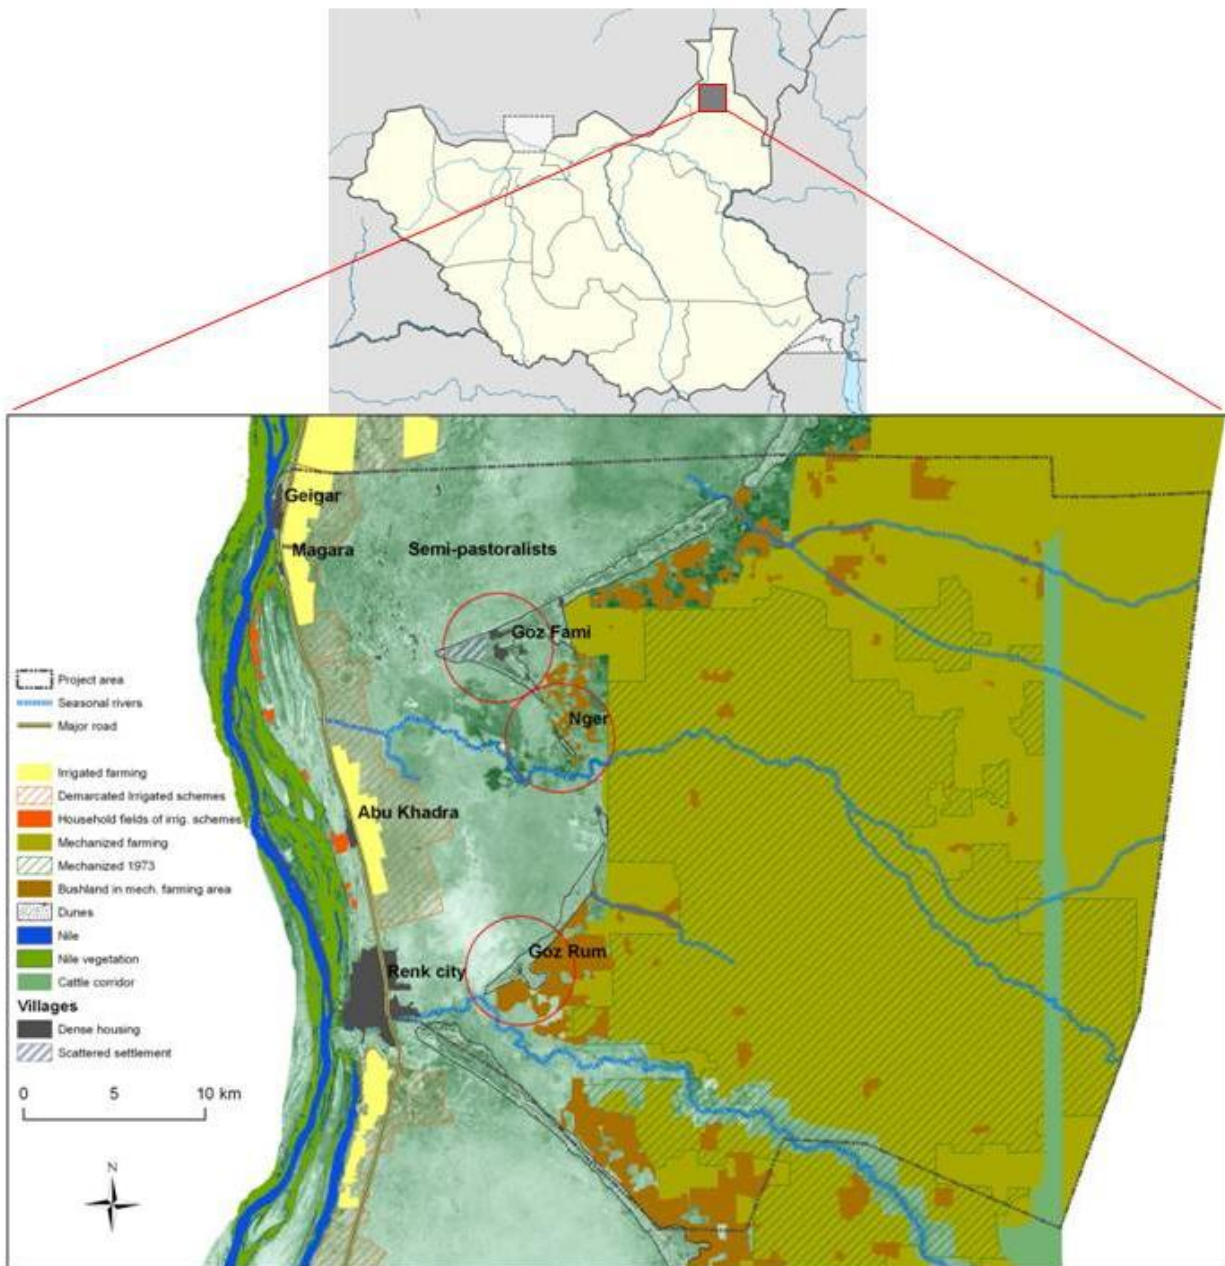 Geigar
Magara
Semi-pastoralists
Goz Fami
Nger
Abu Khadra
Goz Rum
Renk city
Project area
Seasonal rivers
Major road
Irrigated farming
Demarcated Irrigated schemes
Household fields of irrig. schemes
Mechanized farming
Mechanized 1973
Bushland in mech. farming area
Dunes
Nile
Nile vegetation
Cattle corridor
Villages
Dense housing
Scattered settlement
0 5 10 km
N